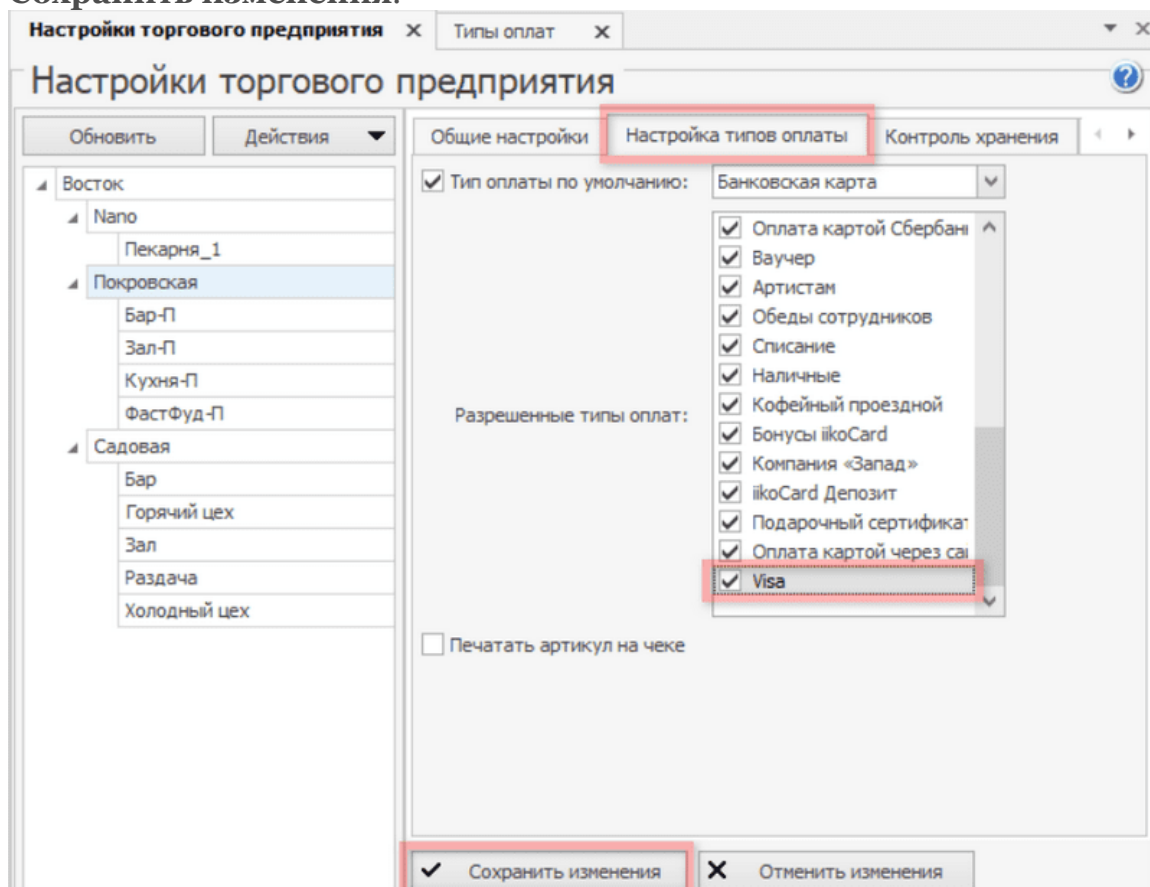 Сохранить изменения.
Настройки торгового предприятия
Типы оплат
Настройки торгового предприятия
Обновить
Действия
Восток
Nano
Пекарня_1
Покровская
Бар-П
Зал-П
Кухня-П
ФастФуд-П
Садовая
Бар
Горячий цех
Зал
Раздача
Холодный цех
Общие настройки
Настройка типов оплаты
Контроль хранения
Тип оплаты по умолчанию:
Банковская карта
Разрешенные типы оплат:
Оплата картой Сбербан
Ваучер
Артистам
Обеды сотрудников
Списание
Наличные
Кофейный проездной
Бонусы iikoCard
Компания «Запад»
iikoCard Депозит
Подарочный сертификат
Оплата картой через са
Visa
Печатать артикул на чеке
Сохранить изменения
Отменить изменения